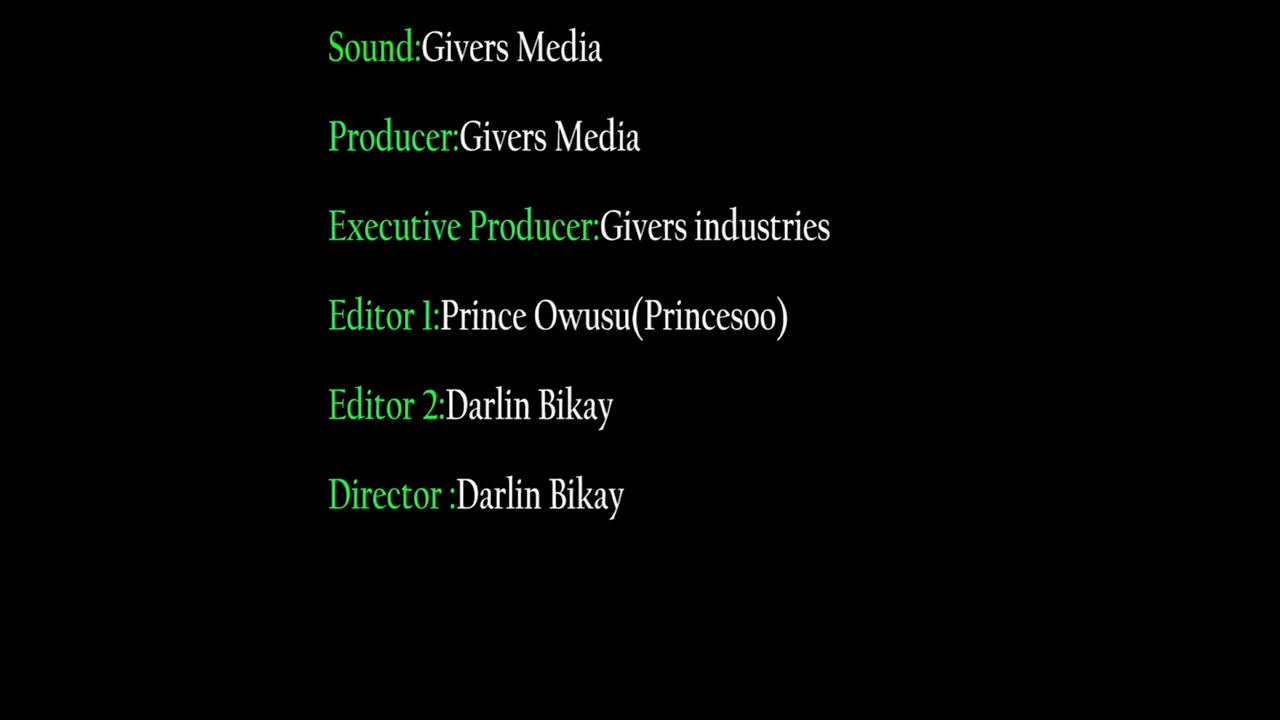 Sound:Givers Media
Producer:Givers Media
Executive Producer:Givers industries
Editor 1:Prince Owusu(Princesoo)
Editor 2:Darlin Bikay
Director :Darlin Bikay